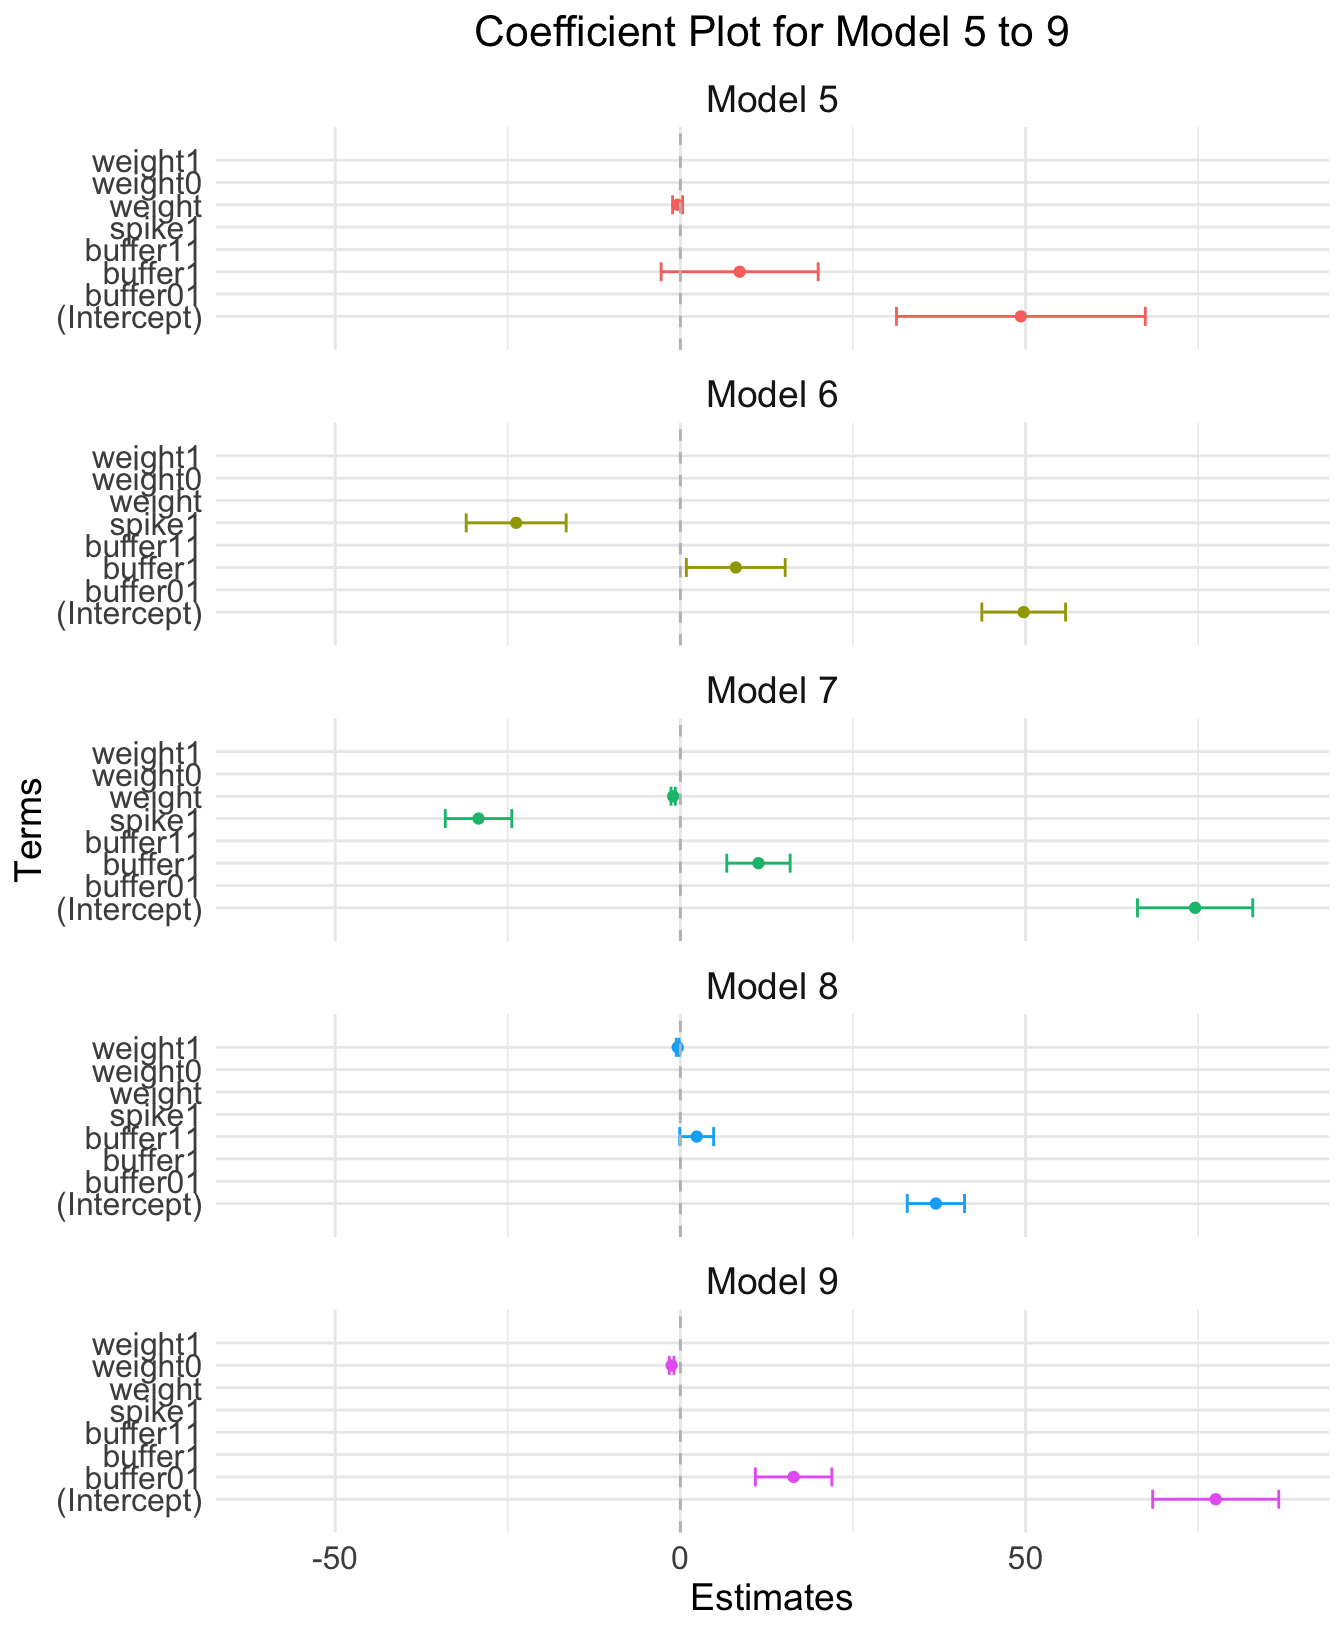 Coefficient Plot for Model 5 to 9
Model 5
weight1
weight0
weight
spike1
buffer11
buffer1
buffer01
(Intercept)
Model 6
weight1
weight0
weight
spike1
buffer11
buffer1
buffer01
(Intercept)
Model 7
weight1
weight0
weight
spike1
buffer11
buffer1
buffer01
(Intercept)
Terms
Model 8
weight1
weight0
weight
spike1
buffer11
buffer1
buffer01
(Intercept)
Model 9
weight1
weight0
weight
spike1
buffer11
buffer1
buffer01
(Intercept)
-50 0 50
Estimates